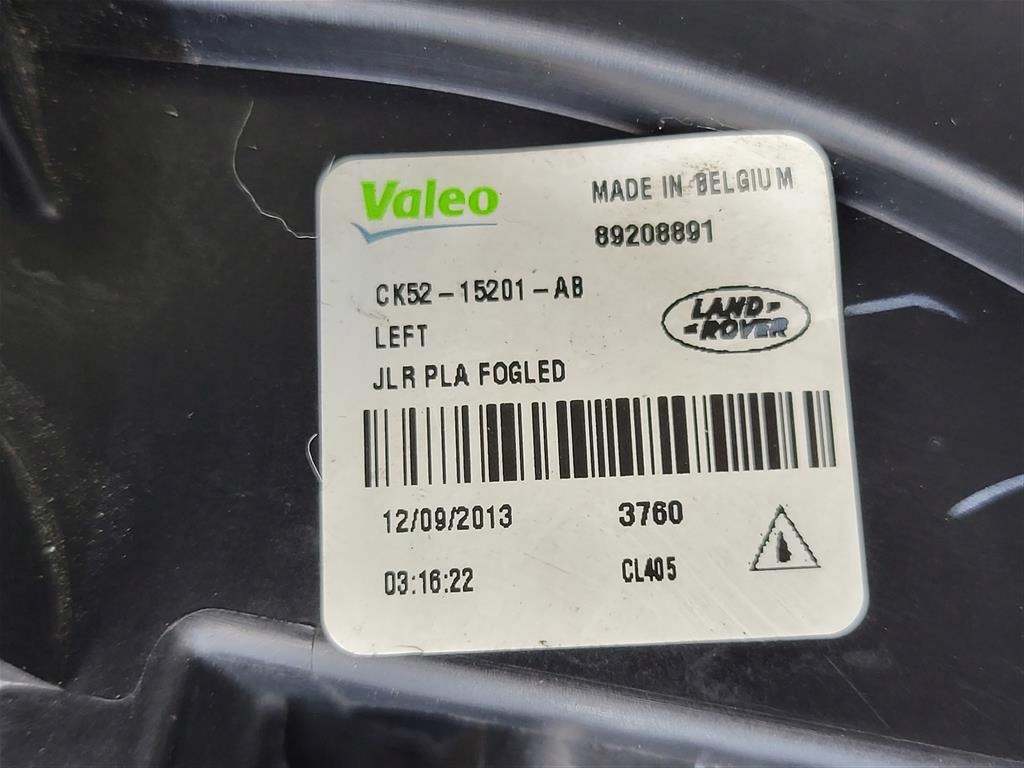 Valeo
MADE IN BELGIUM
89208891
CK52-15201-AB
LAND-
-ROVER
LEFT
JLR PLA FOGLED
12/09/2013
3760
03:16:22
CL405